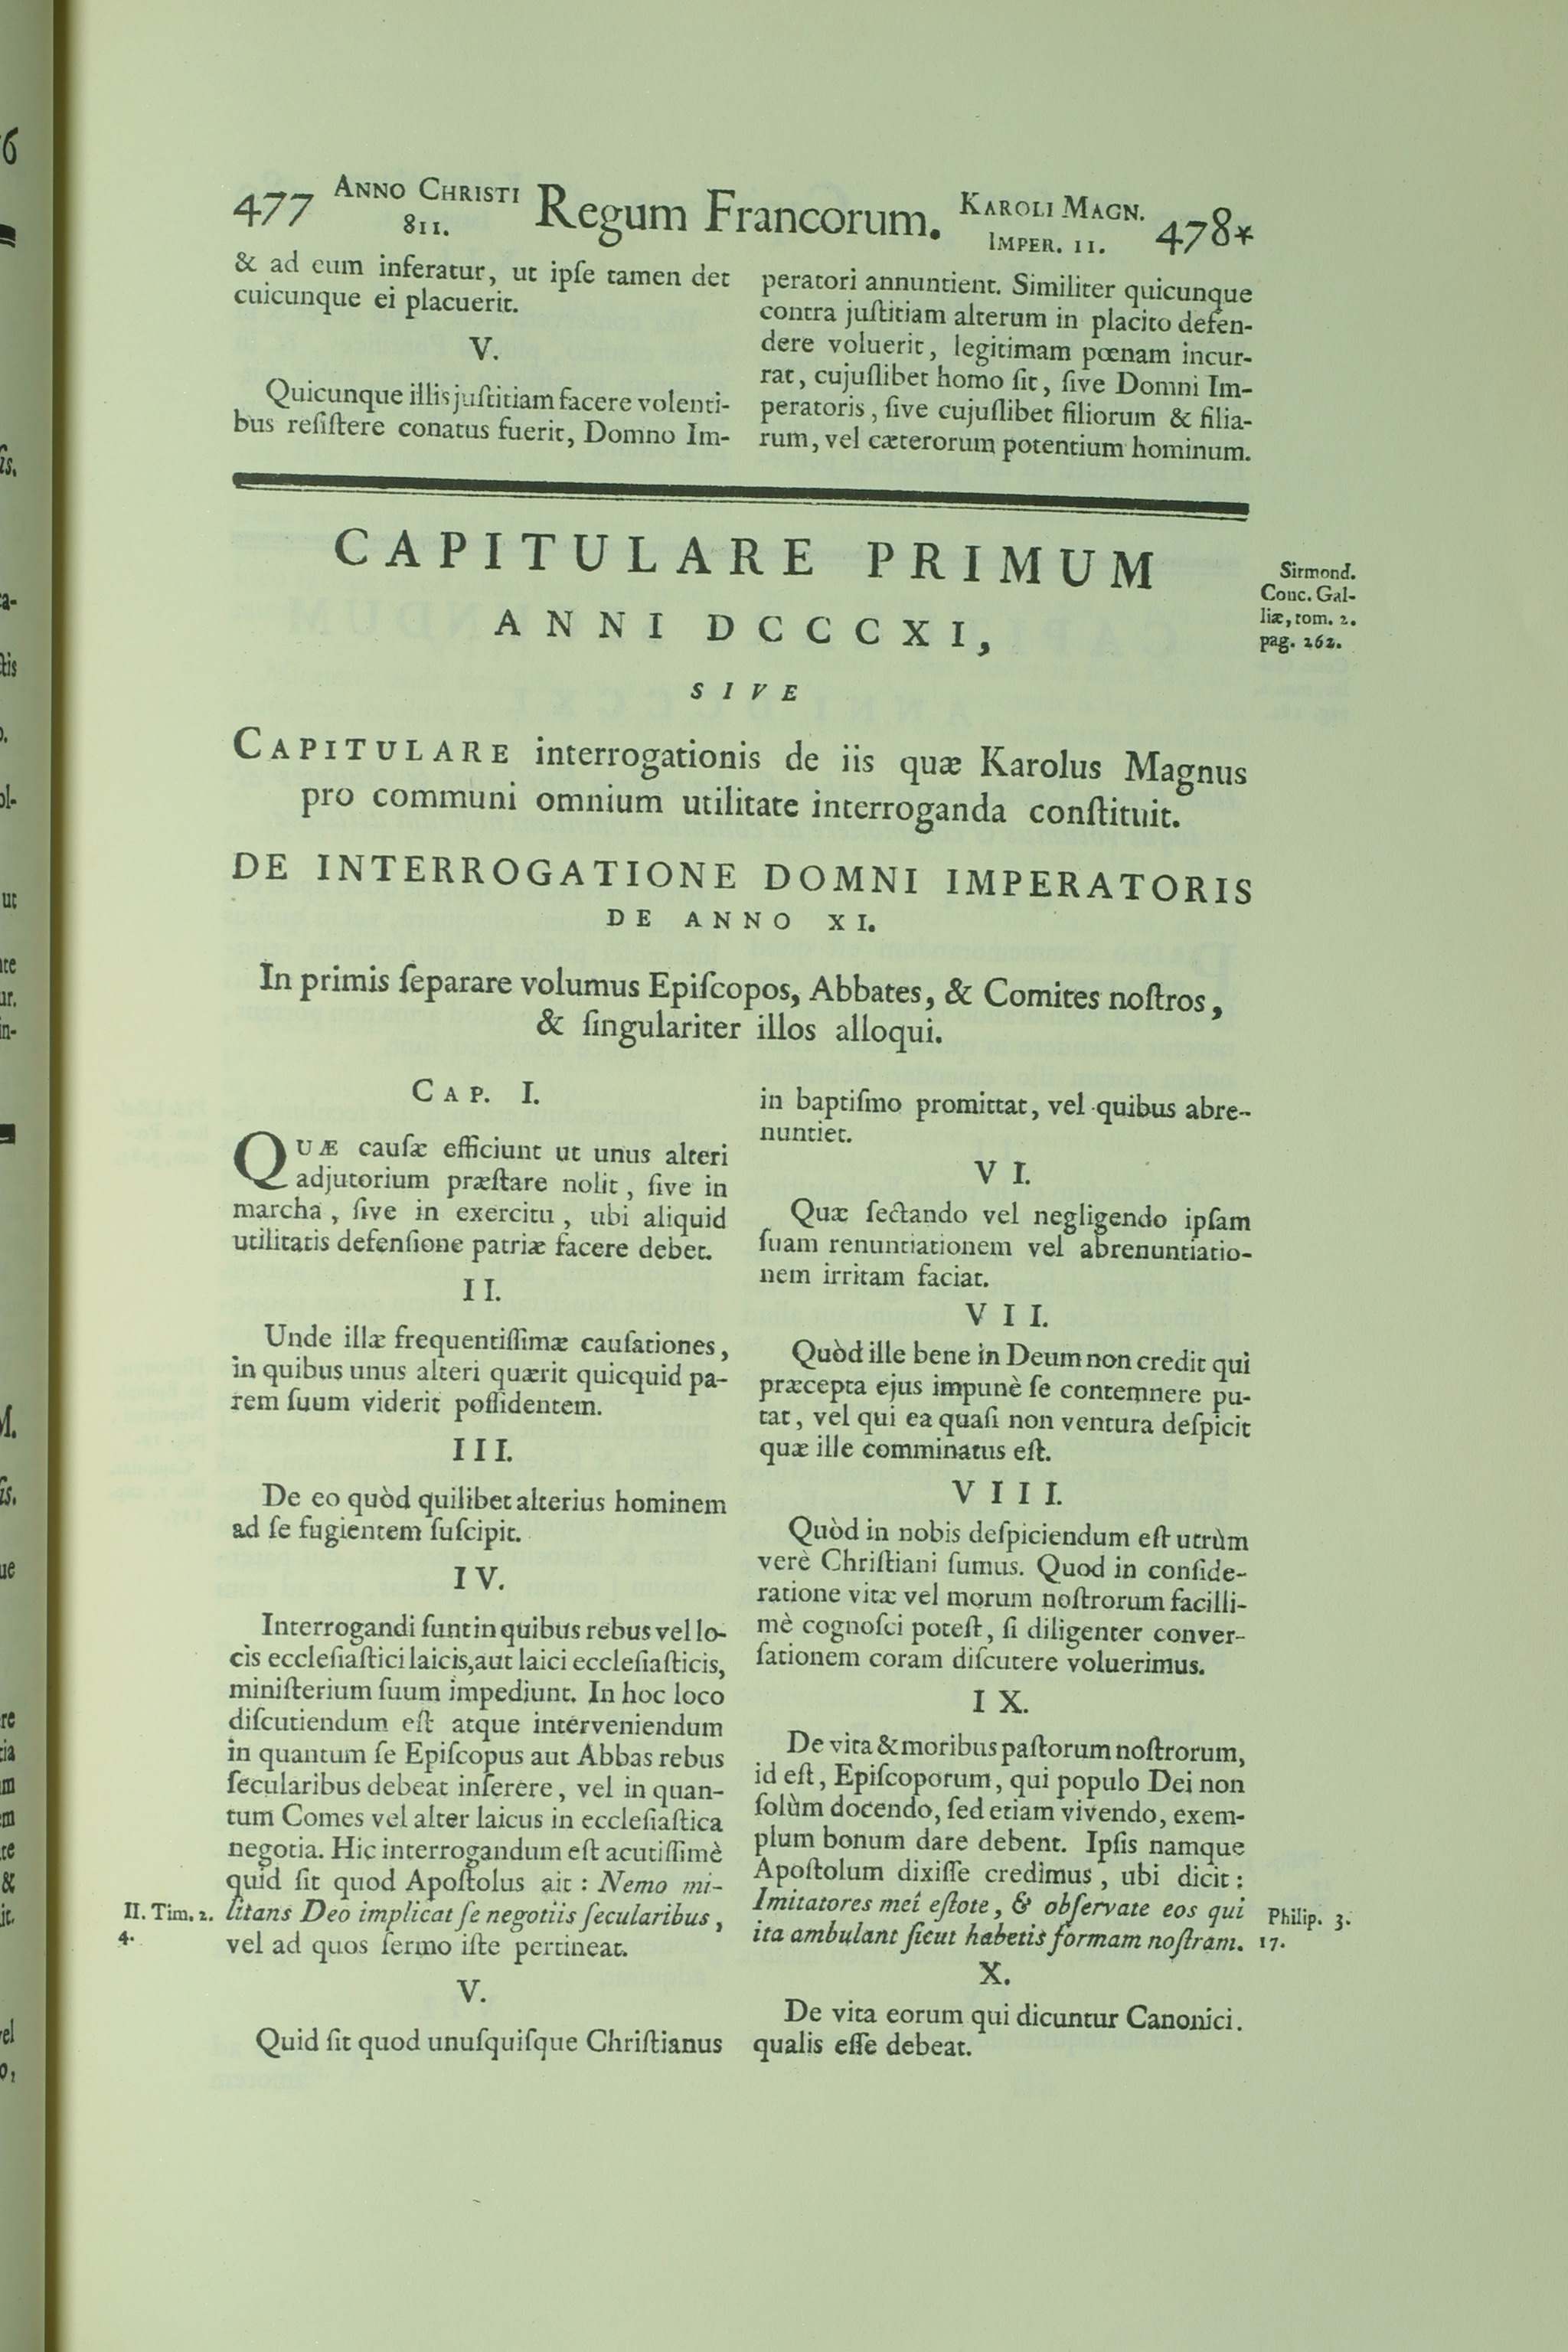 477 ANNO CHRISTI 811. Regum Francorum. KAROLI MAGN. IMPER. II. 478*
& ad eum inferatur, ut ipſe tamen det
cuicunque ei placuerit.
V.
Quicunque illis juſtitiam facere volenti-
bus reſiſtere conatus fuerit, Domno Im-
peratori annuntient. Similiter quicunque
contra juſtitiam alterum in placito defen-
dere voluerit, legitimam pœnam incur-
rat, cujuſlibet homo ſit, ſive Domni Im-
peratoris, ſive cujuſlibet filiorum & filia-
rum, vel cæterorum potentium hominum.
CAPITULARE PRIMUM
ANNI DCCCXI,
SIVE
CAPITULARE interrogationis de iis quæ Karolus Magnus
pro communi omnium utilitate interroganda conſtituit.
Sirmond.
Conc. Gal-
liæ, tom. 2.
pag. 262.
DE INTERROGATIONE DOMNI IMPERATORIS
DE ANNO XI.
In primis ſeparare volumus Epiſcopos, Abbates, & Comites noſtros,
& ſingulariter illos alloqui.
CAP. I.
QUÆ cauſæ efficiunt ut unus alteri
adjutorium præſtare nolit, ſive in
marcha, ſive in exercitu, ubi aliquid
utilitatis defenſione patriæ facere debet.
II.
Unde illæ frequentiſſimæ cauſationes,
in quibus unus alteri quærit quicquid pa-
rem ſuum viderit poſſidentem.
III.
De eo quòd quilibet alterius hominem
ad ſe fugientem ſuſcipit.
IV.
Interrogandi ſunt in quibus rebus vel lo-
cis eccleſiaſtici laicis, aut laici eccleſiaſticis,
miniſterium ſuum impediunt. In hoc loco
diſcutiendum eſt atque interveniendum
in quantum ſe Epiſcopus aut Abbas rebus
ſecularibus debeat inſerere, vel in quan-
tum Comes vel alter laicus in eccleſiaſtica
negotia. Hic interrogandum eſt acutiſſimè
quid ſit quod Apoſtolus ait : Nemo mi-
litans Deo implicat ſe negotiis ſecularibus,
vel ad quos ſermo iſte pertineat.
II. Tim. 2.
4.
V.
Quid ſit quod unuſquiſque Chriſtianus
in baptiſmo promittat, vel quibus abre-
nuntiet.
VI.
Quæ ſectando vel negligendo ipſam
ſuam renuntiationem vel abrenuntiatio-
nem irritam faciat.
VII.
Quòd ille bene in Deum non credit qui
præcepta ejus impunè ſe contemnere pu-
tat, vel qui ea quaſi non ventura deſpicit
quæ ille comminatus eſt.
VIII.
Quòd in nobis deſpiciendum eſt utrùm
verè Chriſtiani ſumus. Quod in conſide-
ratione vitæ vel morum noſtrorum facilli-
mè cognoſci poteſt, ſi diligenter conver-
ſationem coram diſcutere voluerimus.
IX.
De vita & moribus paſtorum noſtrorum,
id eſt, Epiſcoporum, qui populo Dei non
ſolùm docendo, ſed etiam vivendo, exem-
plum bonum dare debent. Ipſis namque
Apoſtolum dixiſſe credimus, ubi dicit :
Imitatores mei eſtote, & obſervate eos qui
ita ambulant ſicut habetis formam noſtram.
Philip. 3.
17.
X.
De vita eorum qui dicuntur Canonici.
qualis eſſe debeat.